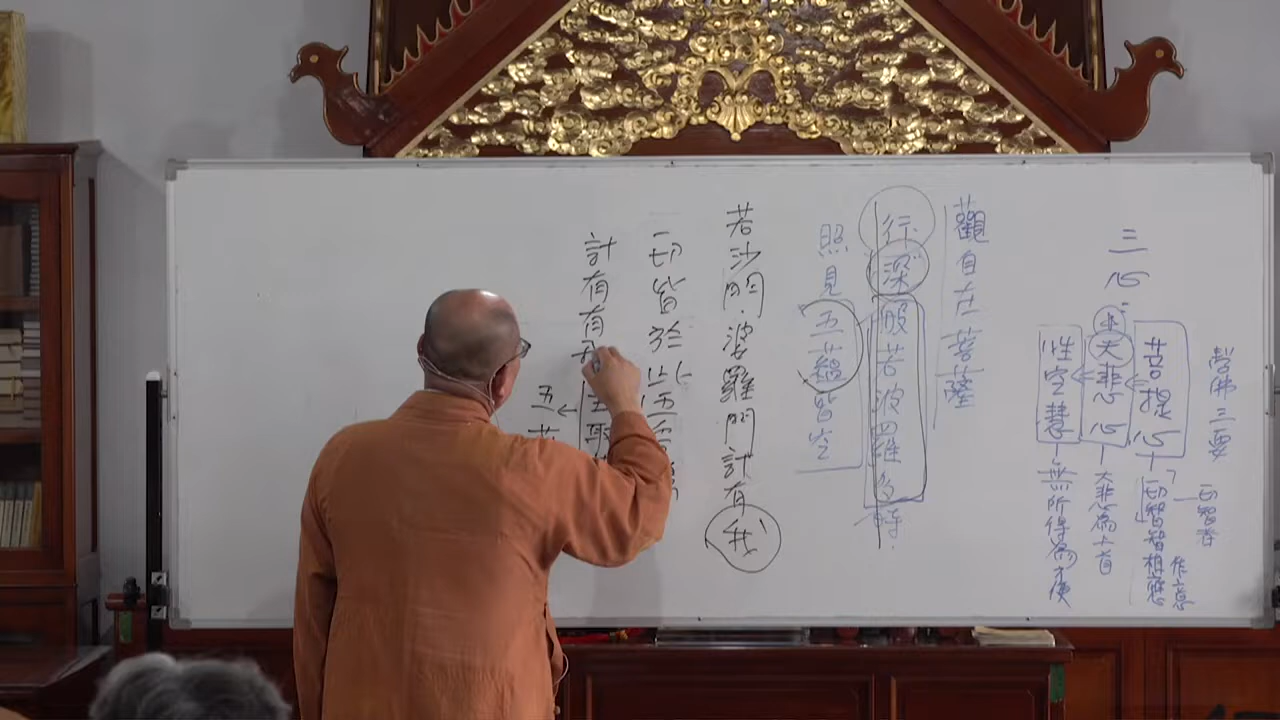 學佛三要
三心
菩提心
一切智智相應
作意
大悲心
大悲為上首
性空慧
無所得為方便
觀自在菩薩
行深般若波羅多時
照見五蘊皆空
若沙門·婆羅門計有我
一切皆於此五
計有有
五